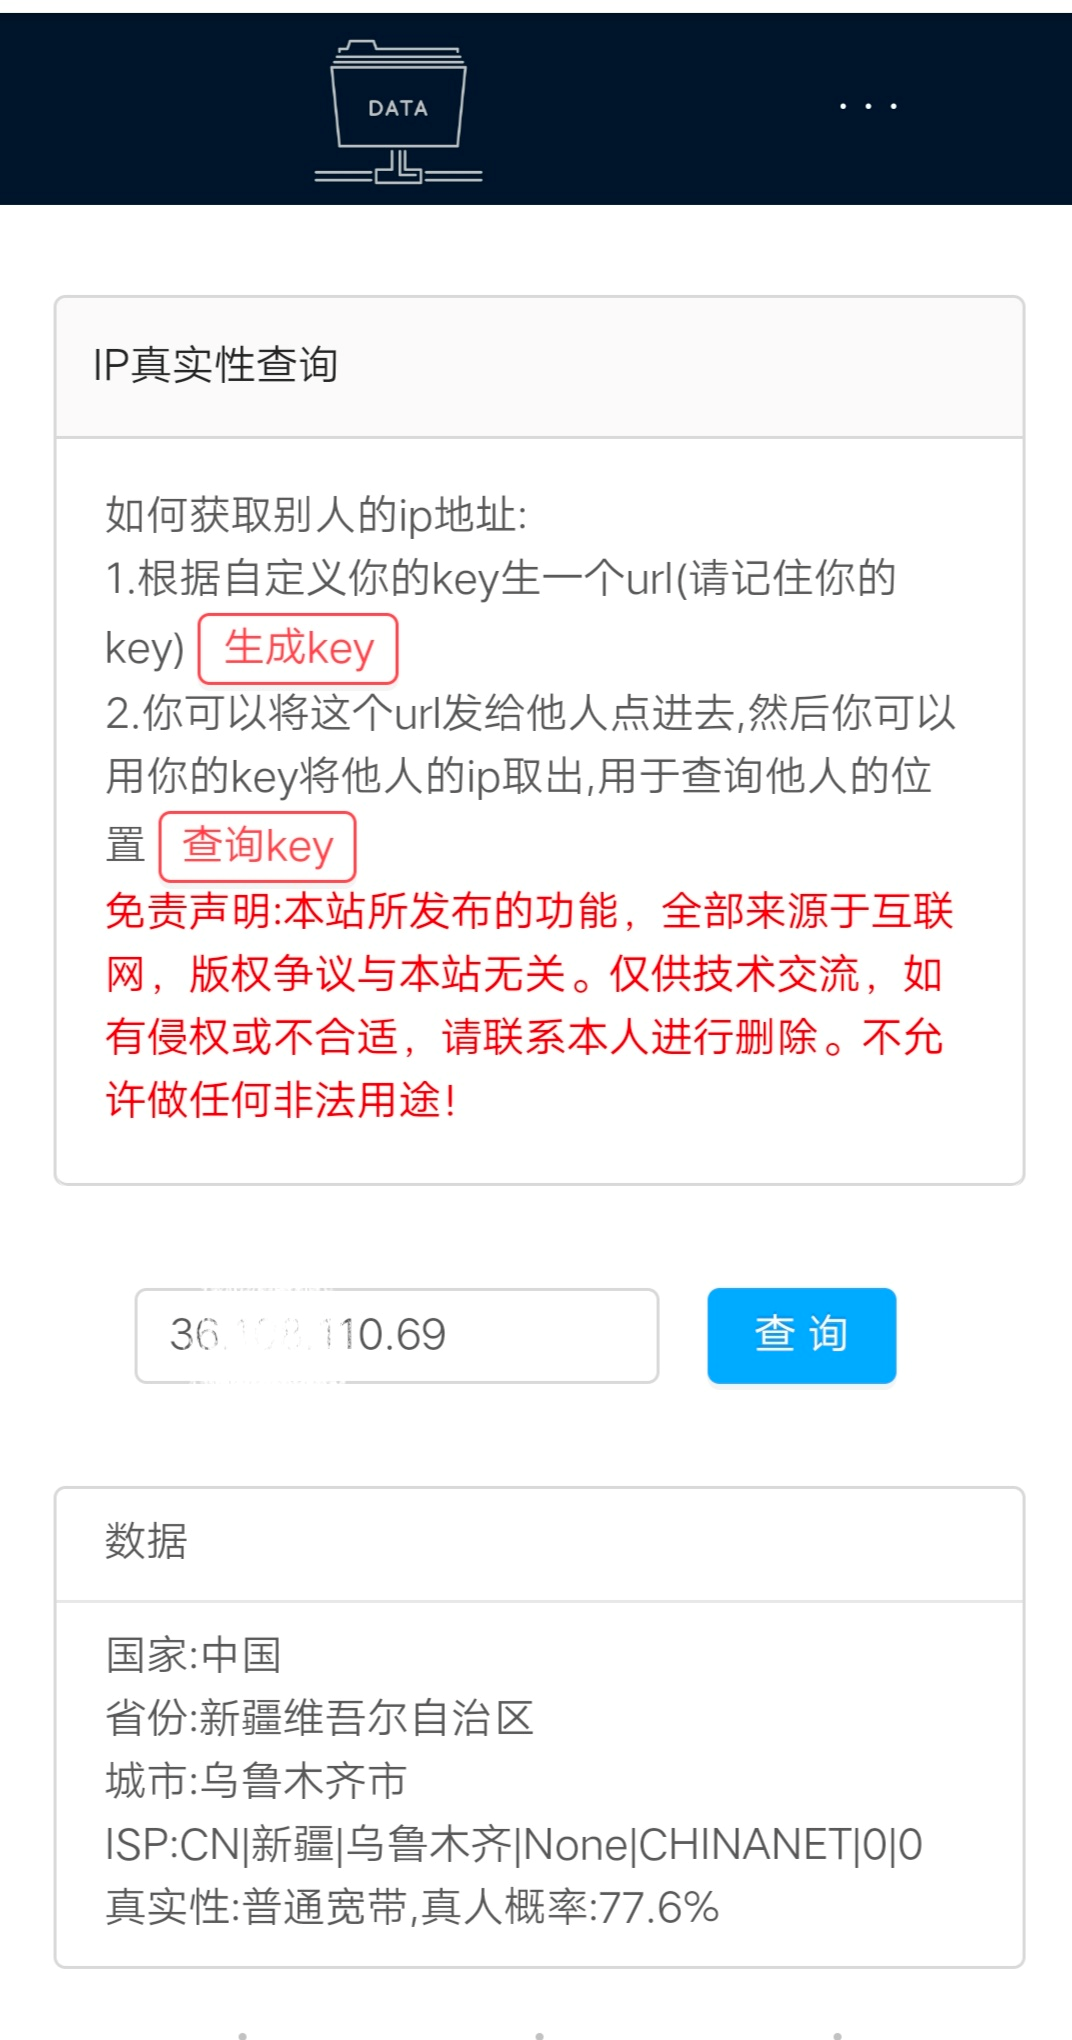 DATA
IP真实性查询
如何获取别人的ip地址:
1.根据自定义你的key生一个url(请记住你的
key) 生成key
2.你可以将这个url发给他人点进去,然后你可以
用你的key将他人的ip取出,用于查询他人的位
置 查询key
免责声明:本站所发布的功能，全部来源于互联
网，版权争议与本站无关。仅供技术交流，如
有侵权或不合适，请联系本人进行删除。不允
许做任何非法用途!
36. 110.69 查 询
数据
国家:中国
省份:新疆维吾尔自治区
城市:乌鲁木齐市
ISP:CN|新疆|乌鲁木齐|None|CHINANET|0|0
真实性:普通宽带,真人概率:77.6%